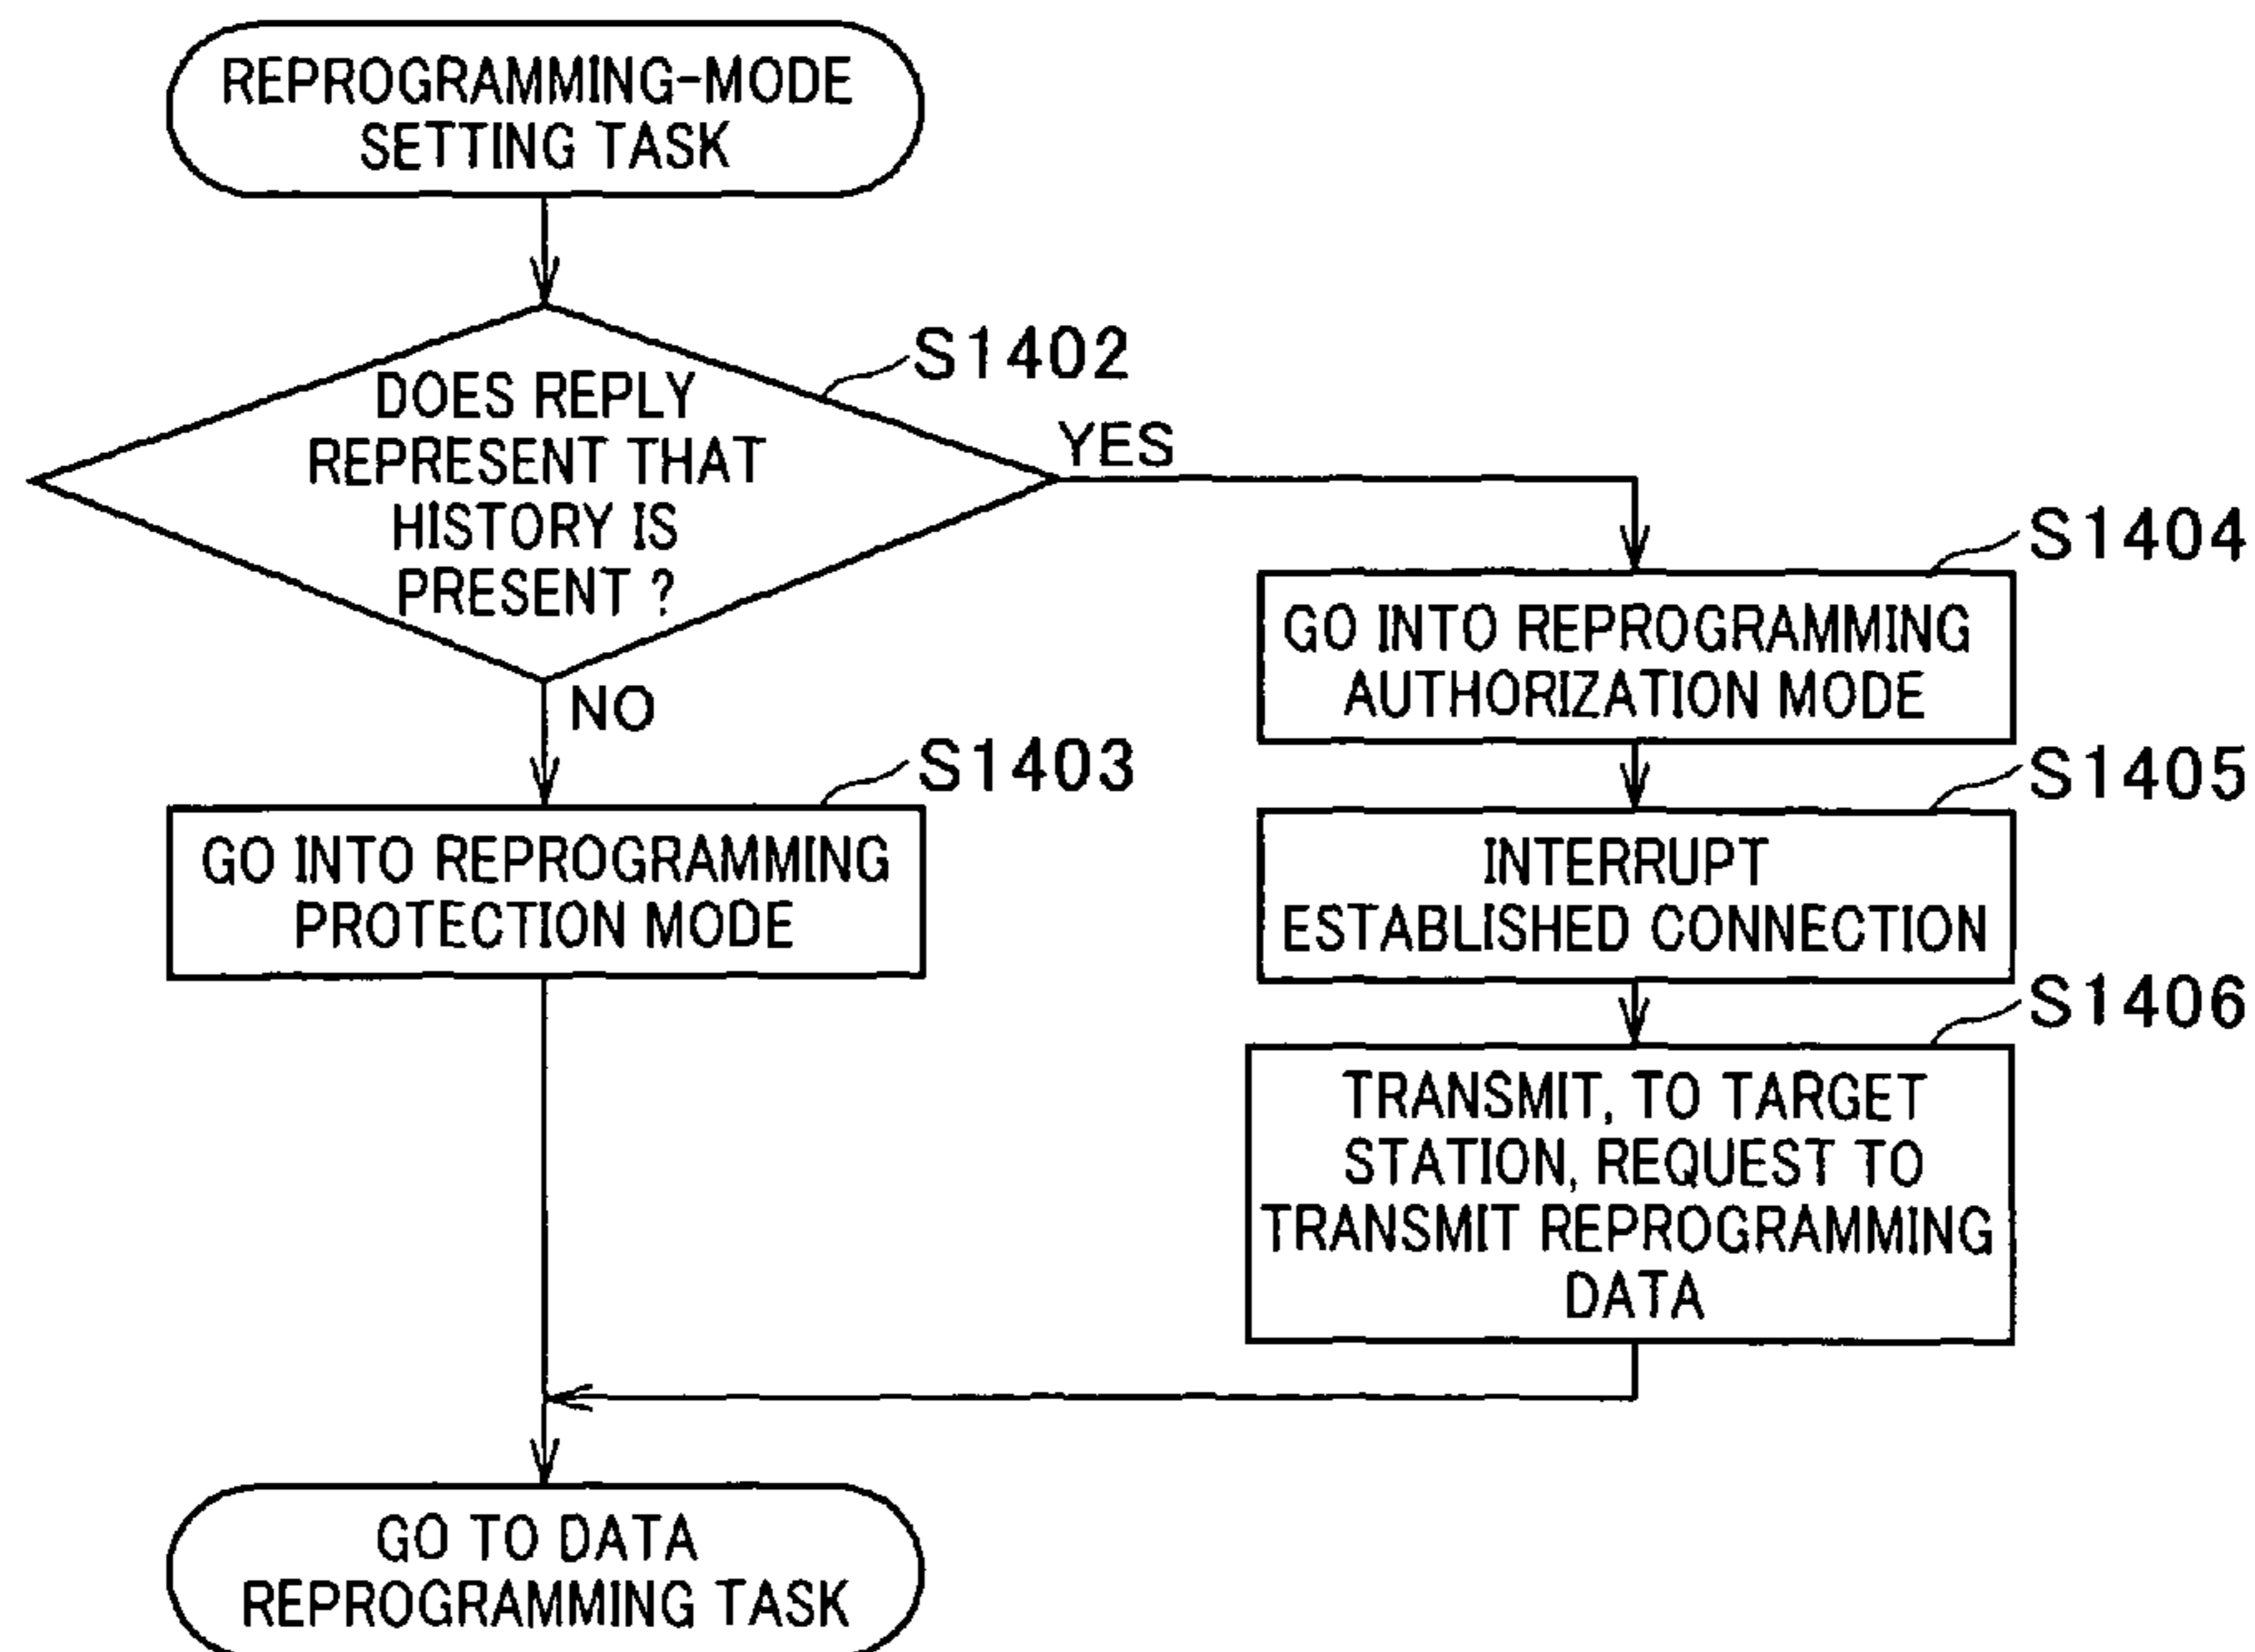 REPROGRAMMING-MODE
SETTING TASK
S1402
DOES REPLY
REPRESENT THAT
HISTORY IS
PRESENT ?
YES
NO
S1403
GO INTO REPROGRAMMING
PROTECTION MODE
S1404
GO INTO REPROGRAMMING
AUTHORIZATION MODE
S1405
INTERRUPT
ESTABLISHED CONNECTION
S1406
TRANSMIT, TO TARGET
STATION, REQUEST TO
TRANSMIT REPROGRAMMING
DATA
GO TO DATA
REPROGRAMMING TASK